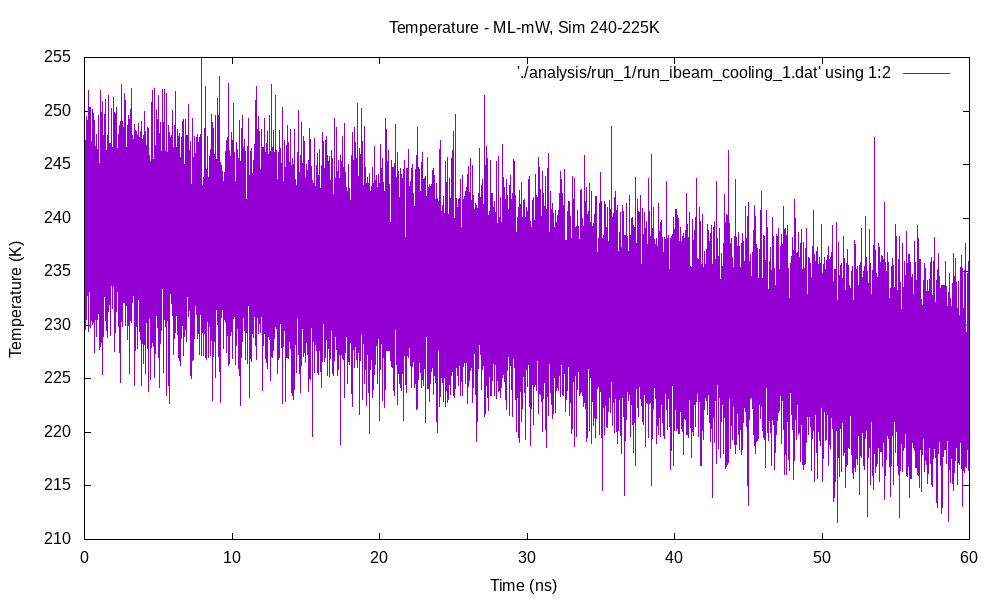 Temperature - ML-mW, Sim 240-225K
'./analysis/run_1/run_ibeam_cooling_1.dat' using 1:2
255
250
245
240
235
230
225
220
215
210
Temperature (K)
0 10 20 30 40 50 60
Time (ns)